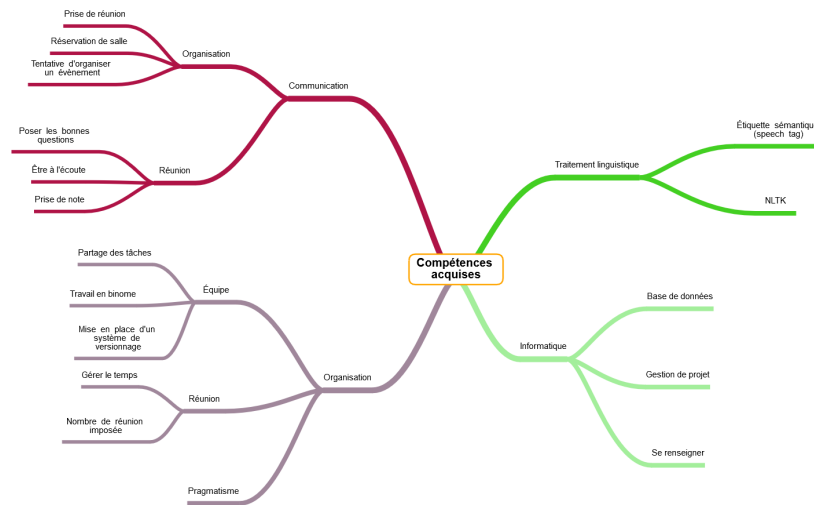 Prise de réunion
Réservation de salle
Tentative d'organiser
un évènement
Organisation
Communication
Poser les bonnes
questions
Être à l'écoute
Prise de note
Réunion
Compétences
acquises
Traitement linguistique
Étiquette sémantiqu
(speech tag)
NLTK
Informatique
Base de données
Gestion de projet
Se renseigner
Partage des tâches
Travail en binome
Mise en place d'un
système de
versionnage
Équipe
Organisation
Gérer le temps
Nombre de réunion
imposée
Réunion
Pragmatisme